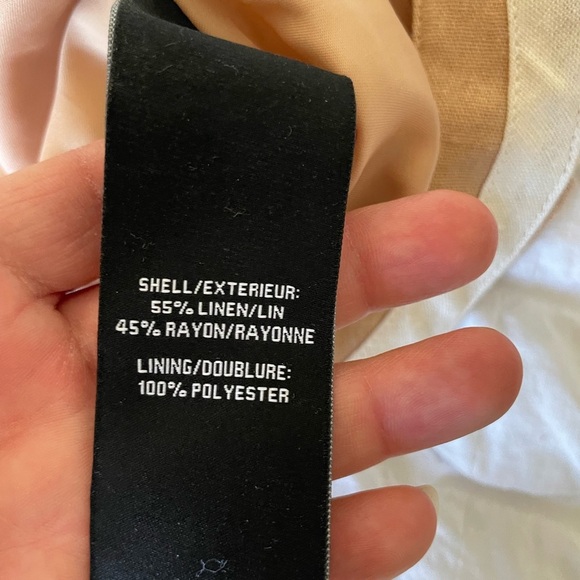 SHELL/EXTERIEUR:
55% LINEN/LIN
45% RAYON/RAYONNE
LINING/DOUBLURE:
100% POLYESTER